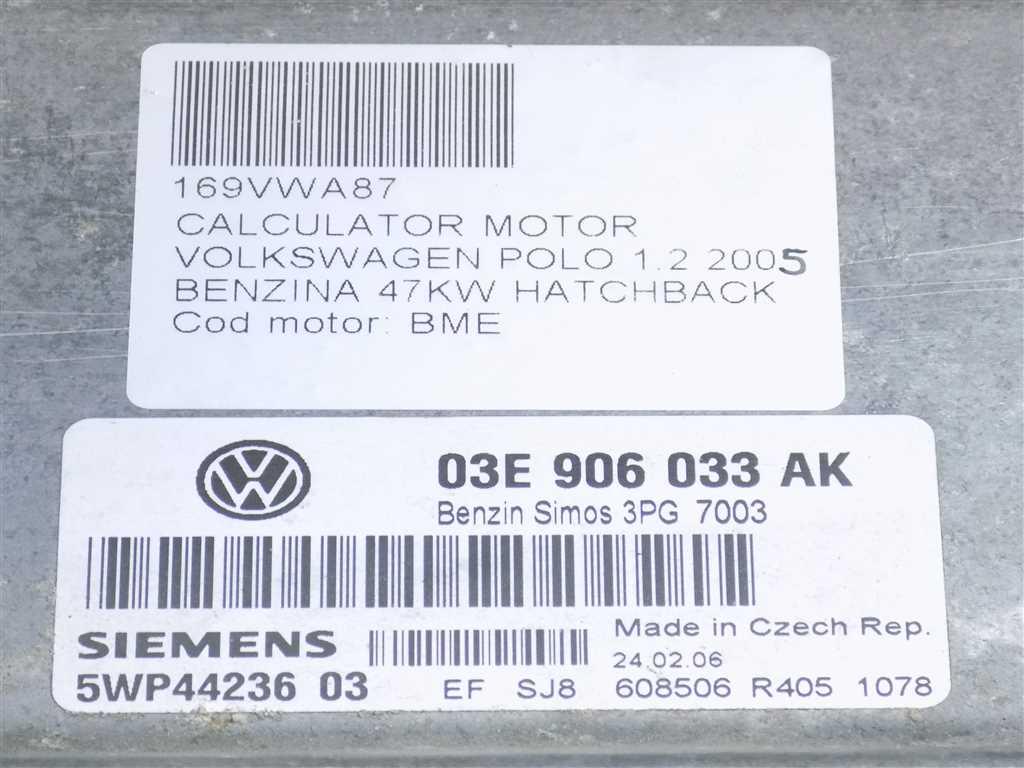 169VWA87
CALCULATOR MOTOR
VOLKSWAGEN POLO 1.2 2005
BENZINA 47KW HATCHBACK
Cod motor: BME
03E 906 033 AK
Benzin Simos 3PG 7003
SIEMENS
Made in Czech Rep.
24.02.06
5WP44236 03 EF SJ8 608506 R405 1078